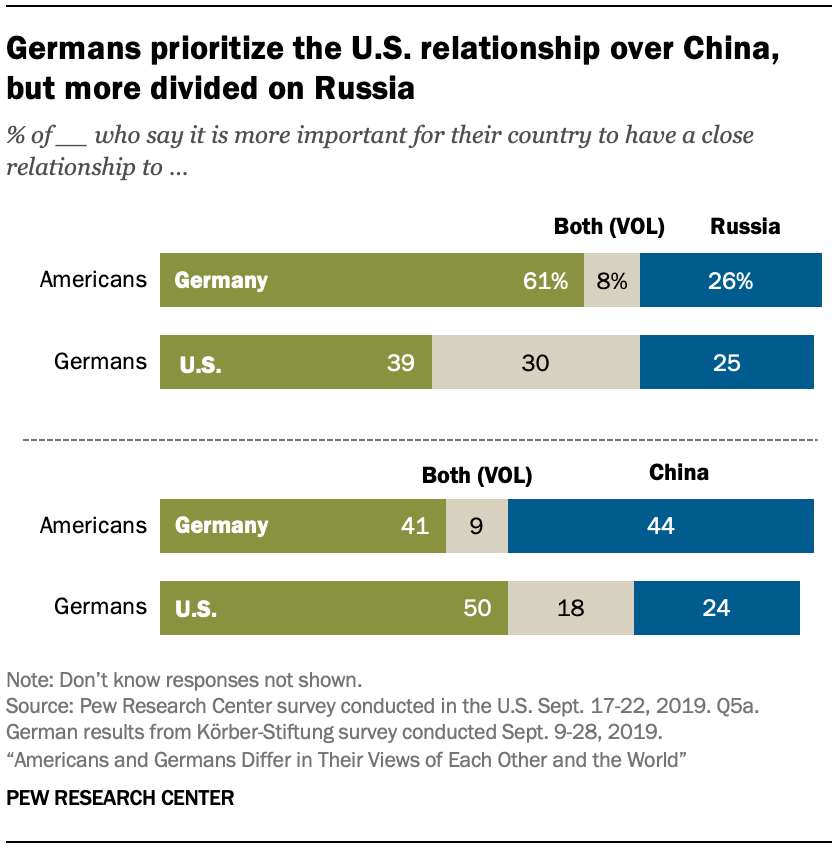 Germans prioritize the U.S. relationship over China,
but more divided on Russia
% of __ who say it is more important for their country to have a close
relationship to ...
Both (VOL) Russia
Americans Germany 61% 8% 26%
Germans U.S. 39 30 25
Both (VOL) China
Americans Germany 41 9 44
Germans U.S. 50 18 24
Note: Don’t know responses not shown.
Source: Pew Research Center survey conducted in the U.S. Sept. 17-22, 2019. Q5a.
German results from Körber-Stiftung survey conducted Sept. 9-28, 2019.
“Americans and Germans Differ in Their Views of Each Other and the World”
PEW RESEARCH CENTER